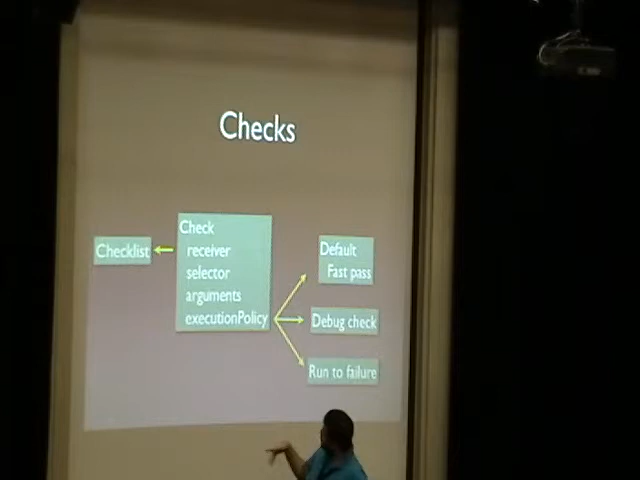 Checks
Checklist
Check
receiver
selector
arguments
executionPolicy
Default
Fast pass
Debug check
Run to failure